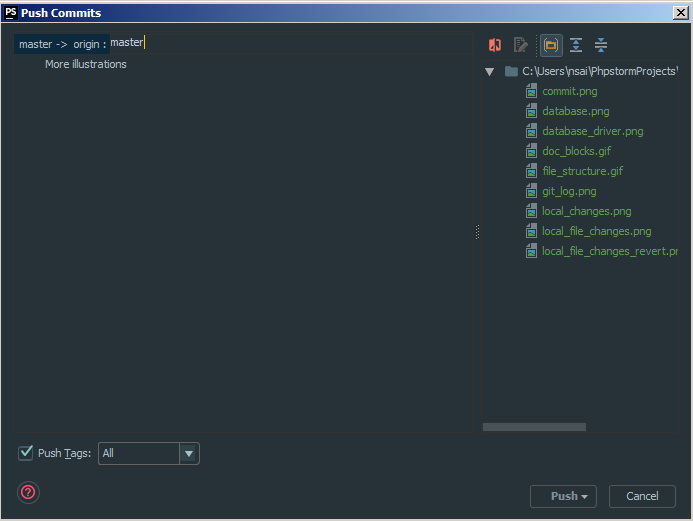 PS Push Commits
master -> origin : master
More illustrations
C:\Users\nsai\PhpstormProjects\
commit.png
database.png
database_driver.png
doc_blocks.gif
file_structure.gif
git_log.png
local_changes.png
local_file_changes.png
local_file_changes_revert.pr
Push Tags: All
?
Push Cancel